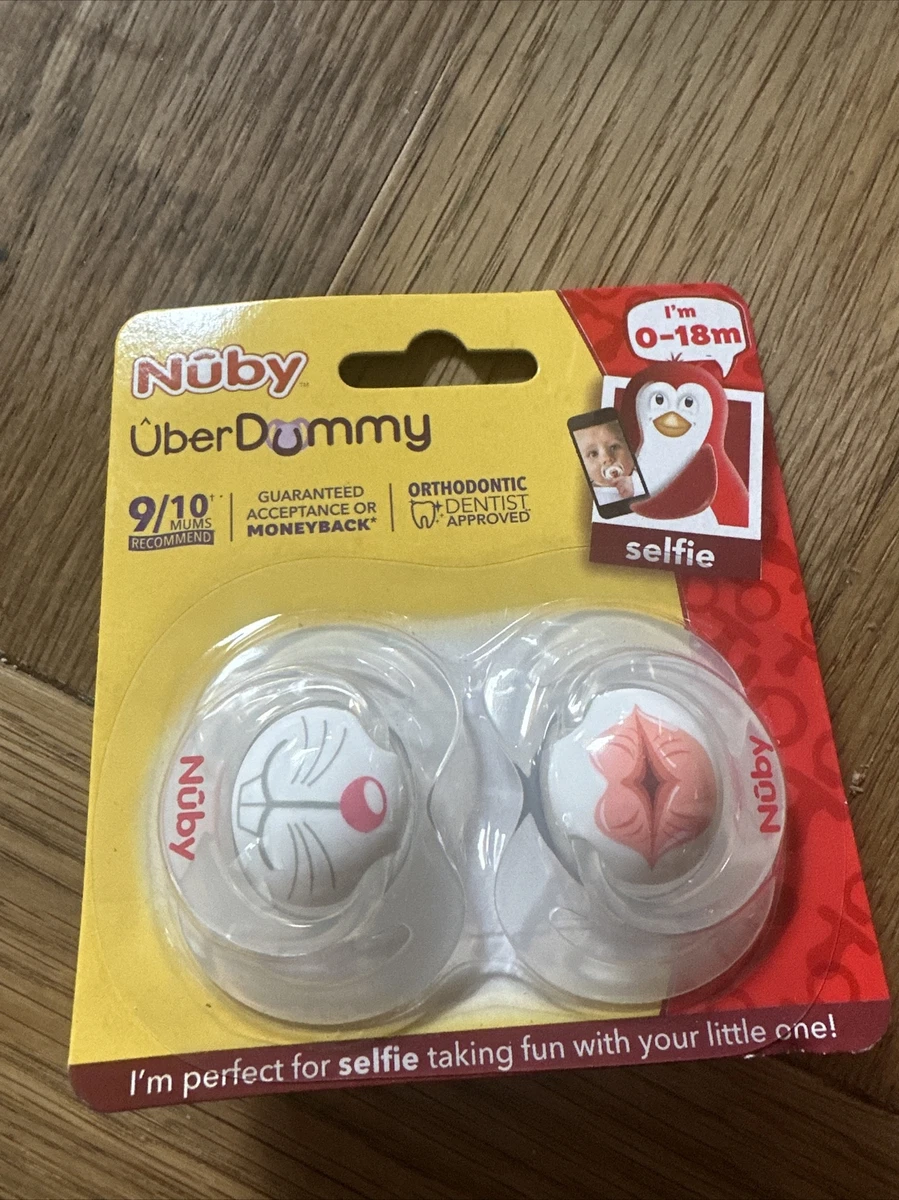 Nûby™
ÛberDummy
9/10†*
MUMS
RECOMMEND
GUARANTEED
ACCEPTANCE OR
MONEYBACK*
ORTHODONTIC
DENTIST
APPROVED
I'm
0-18m
selfie
Nûby
Nûby
I'm perfect for selfie taking fun with your little one!